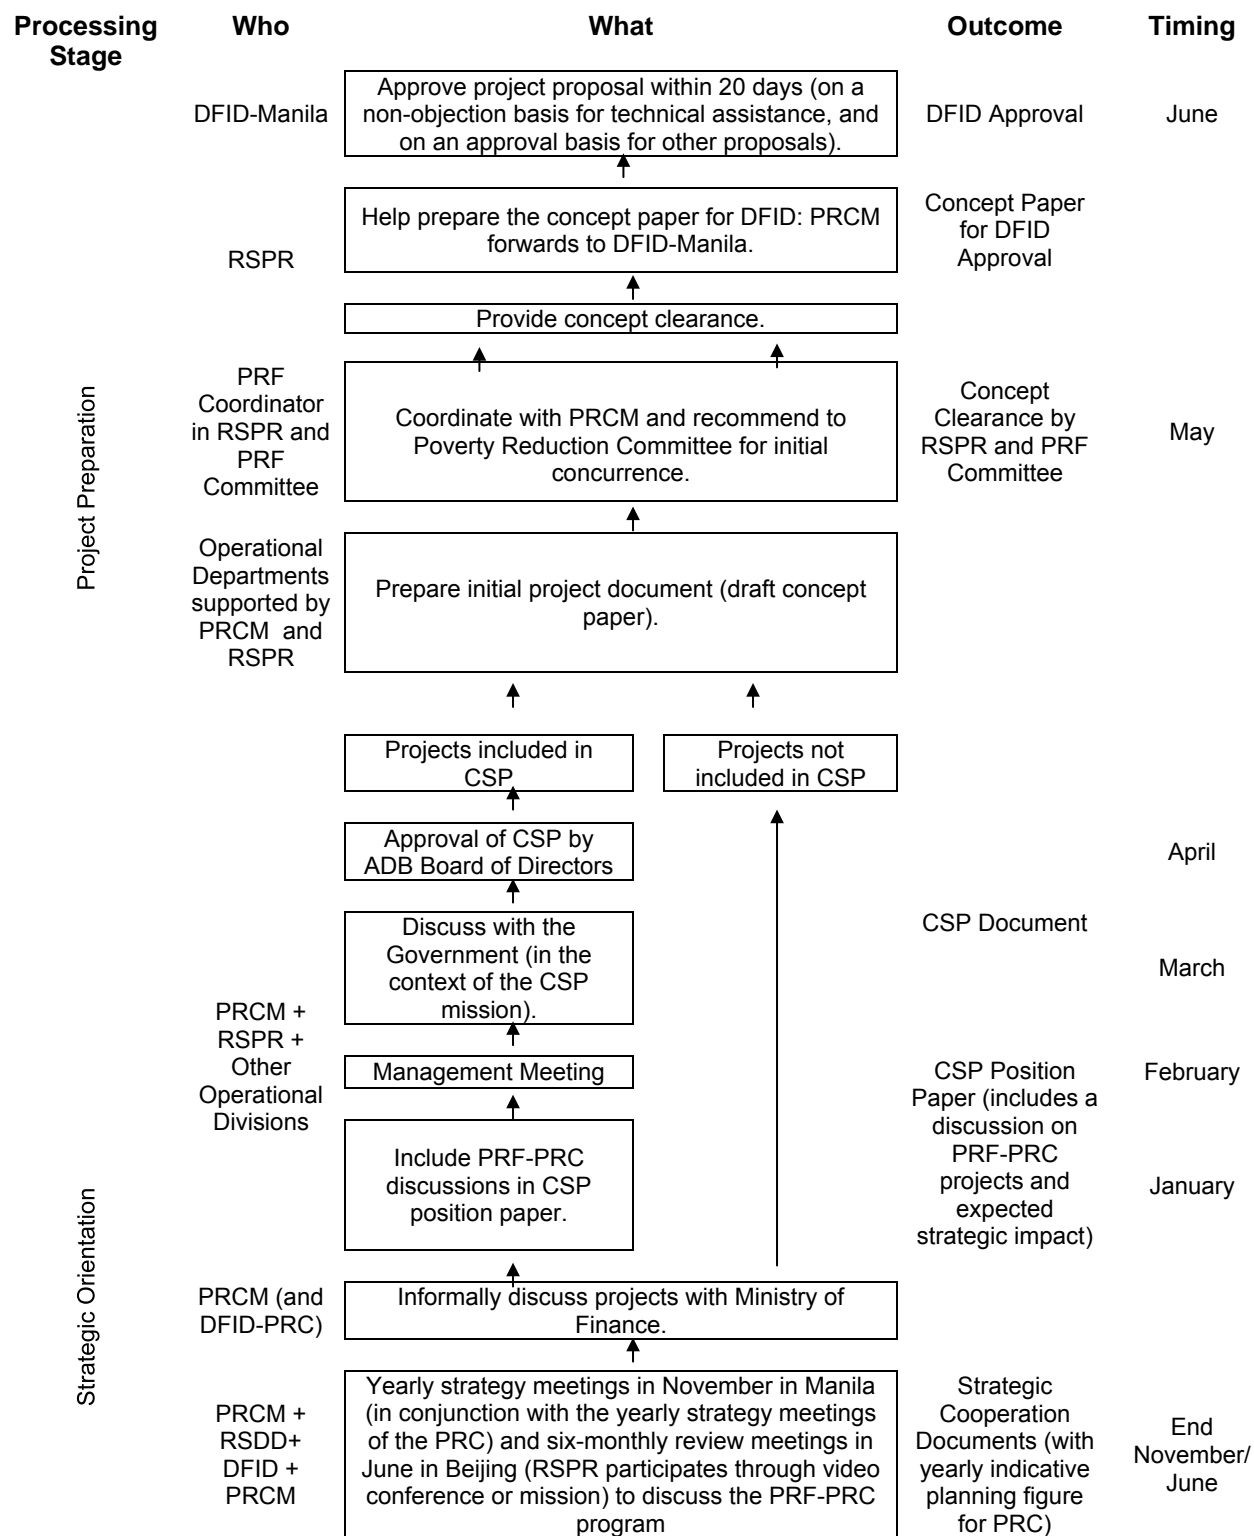 Processing
Stage
Who
What
Outcome
Timing
DFID-Manila
Approve project proposal within 20 days (on a
non-objection basis for technical assistance, and
on an approval basis for other proposals).
DFID Approval
June
RSPR
Help prepare the concept paper for DFID: PRCM
forwards to DFID-Manila.
Concept Paper
for DFID
Approval
Provide concept clearance.
Project Preparation
PRF
Coordinator
in RSPR and
PRF
Committee
Coordinate with PRCM and recommend to
Poverty Reduction Committee for initial
concurrence.
Concept
Clearance by
RSPR and PRF
Committee
May
Operational
Departments
supported by
PRCM and
RSPR
Prepare initial project document (draft concept
paper).
Projects included in
CSP
Projects not
included in CSP
Approval of CSP by
ADB Board of Directors
April
Discuss with the
Government (in the
context of the CSP
mission).
CSP Document
March
PRCM +
RSPR +
Other
Operational
Divisions
Management Meeting
CSP Position
Paper (includes a
discussion on
PRF-PRC
projects and
expected
strategic impact)
February
Include PRF-PRC
discussions in CSP
position paper.
January
Strategic Orientation
PRCM (and
DFID-PRC)
Informally discuss projects with Ministry of
Finance.
PRCM +
RSDD+
DFID +
PRCM
Yearly strategy meetings in November in Manila
(in conjunction with the yearly strategy meetings
of the PRC) and six-monthly review meetings in
June in Beijing (RSPR participates through video
conference or mission) to discuss the PRF-PRC
program
Strategic
Cooperation
Documents (with
yearly indicative
planning figure
for PRC)
End
November/
June